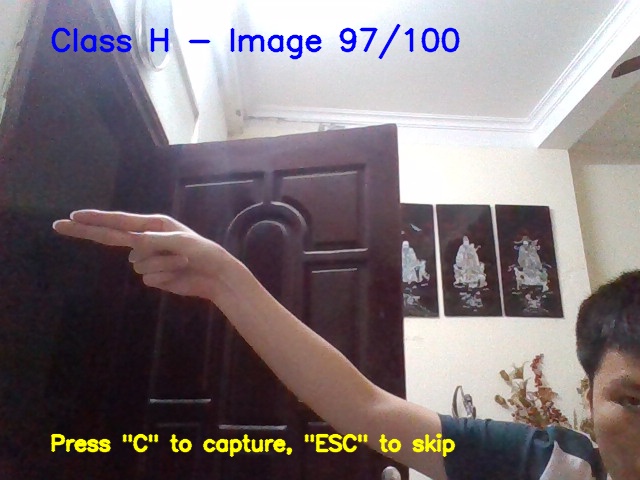 Class H - Image 97/100
Press "C" to capture, "ESC" to skip